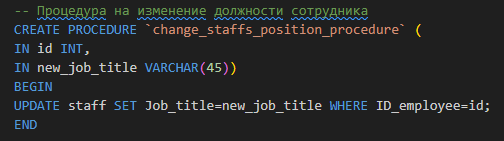 -- Процедура на изменение должности сотрудника
CREATE PROCEDURE `change_staffs_position_procedure` (
IN id INT,
IN new_job_title VARCHAR(45))
BEGIN
UPDATE staff SET Job_title=new_job_title WHERE ID_employee=id;
END